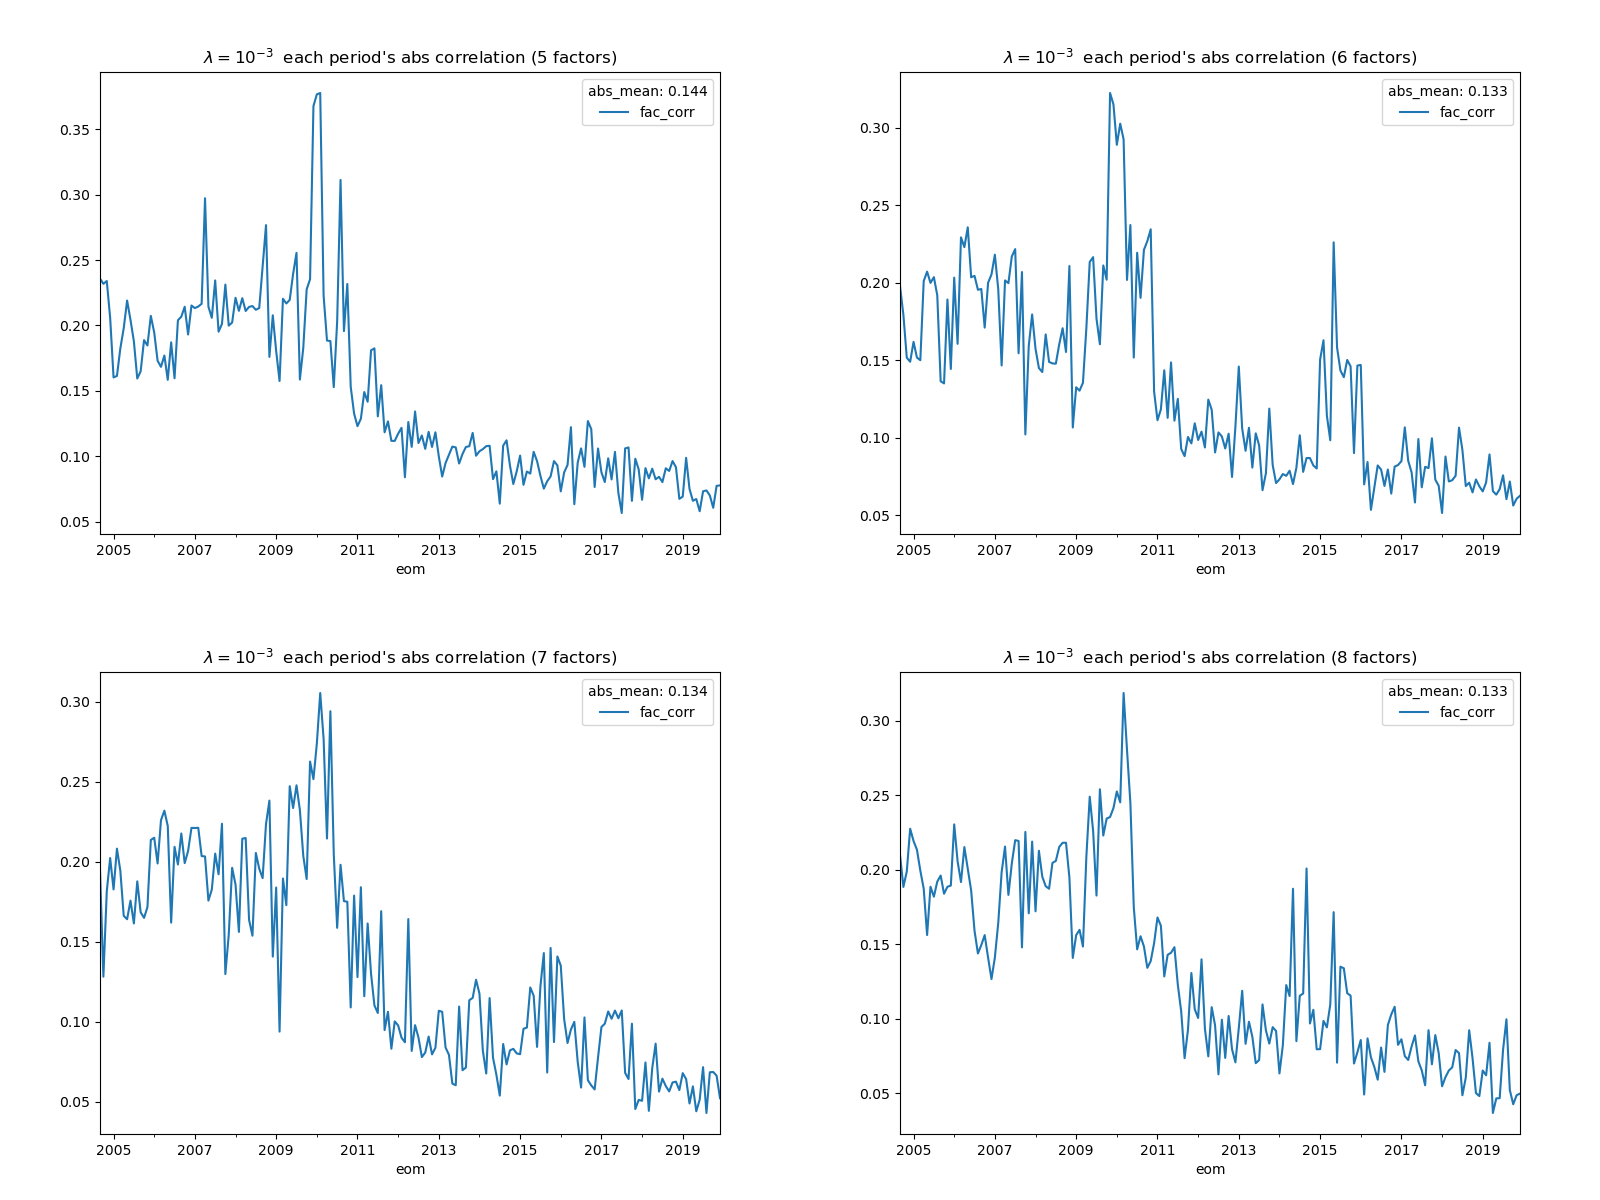 λ = 10⁻³ each period's abs correlation (5 factors)
abs_mean: 0.144
fac_corr
0.35
0.30
0.25
0.20
0.15
0.10
0.05
2005 2007 2009 2011 2013 2015 2017 2019
eom
λ = 10⁻³ each period's abs correlation (6 factors)
abs_mean: 0.133
fac_corr
0.30
0.25
0.20
0.15
0.10
0.05
2005 2007 2009 2011 2013 2015 2017 2019
eom
λ = 10⁻³ each period's abs correlation (7 factors)
abs_mean: 0.134
fac_corr
0.30
0.25
0.20
0.15
0.10
0.05
2005 2007 2009 2011 2013 2015 2017 2019
eom
λ = 10⁻³ each period's abs correlation (8 factors)
abs_mean: 0.133
fac_corr
0.30
0.25
0.20
0.15
0.10
0.05
2005 2007 2009 2011 2013 2015 2017 2019
eom